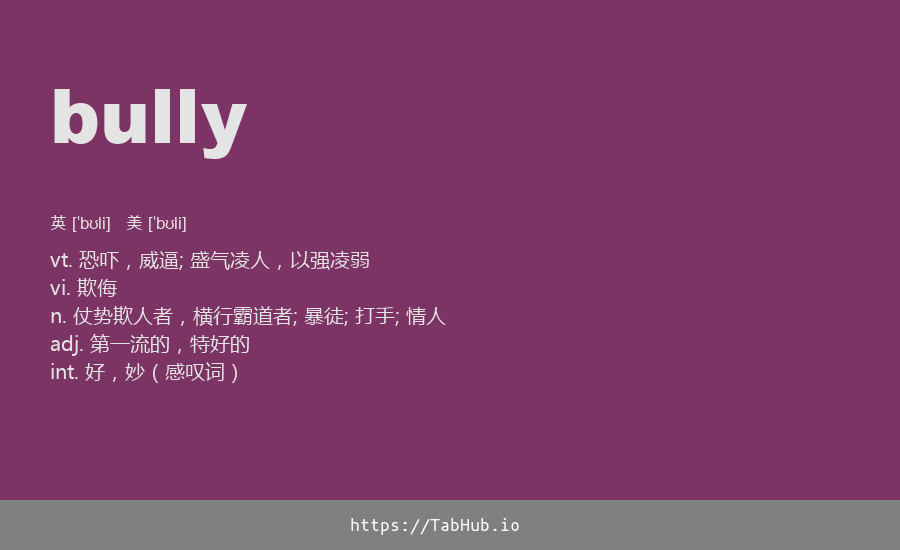 bully
英 ['bʊli] 美 ['bʊli]
vt. 恐吓，威逼; 盛气凌人，以强凌弱
vi. 欺侮
n. 仗势欺人者，横行霸道者; 暴徒; 打手; 情人
adj. 第一流的，特好的
int. 好，妙（感叹词）
https://TabHub.io